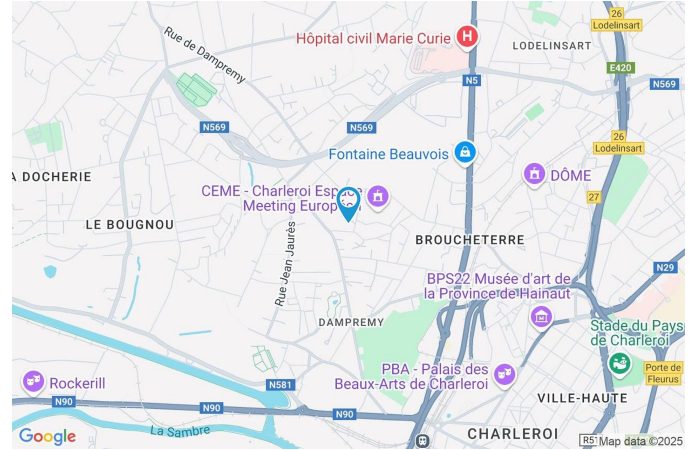 26
Lodelinsart
Rue de Dampremy
Hôpital civil Marie Curie
H
LODELINSART
E420
N5
N569
N569
N569
26
Lodelinsart
Fontaine Beauvois
DÔME
A DOCHERIE
CEME - Charleroi Espace
Meeting Européen
27
LE BOUGNOU
Rue Jean Jaurès
BROUCHETERRE
N29
BPS22 Musée d'art de
la Province de Hainaut
DAMPREMY
Stade du Pays
de Charleroi
PBA - Palais des
Beaux-Arts de Charleroi
Porte de
Fleurus
Rockerill
N581
N90
N90
N90
VILLE-HAUTE
La Sambre
CHARLEROI
Google
Map data ©2025